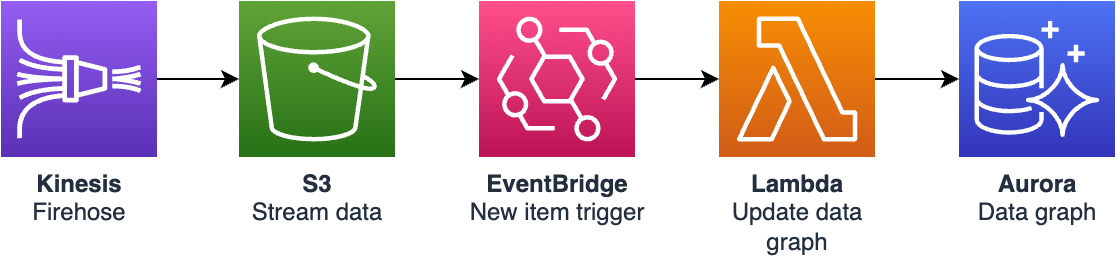 Kinesis
Firehose
S3
Stream data
EventBridge
New item trigger
Lambda
Update data
graph
Aurora
Data graph